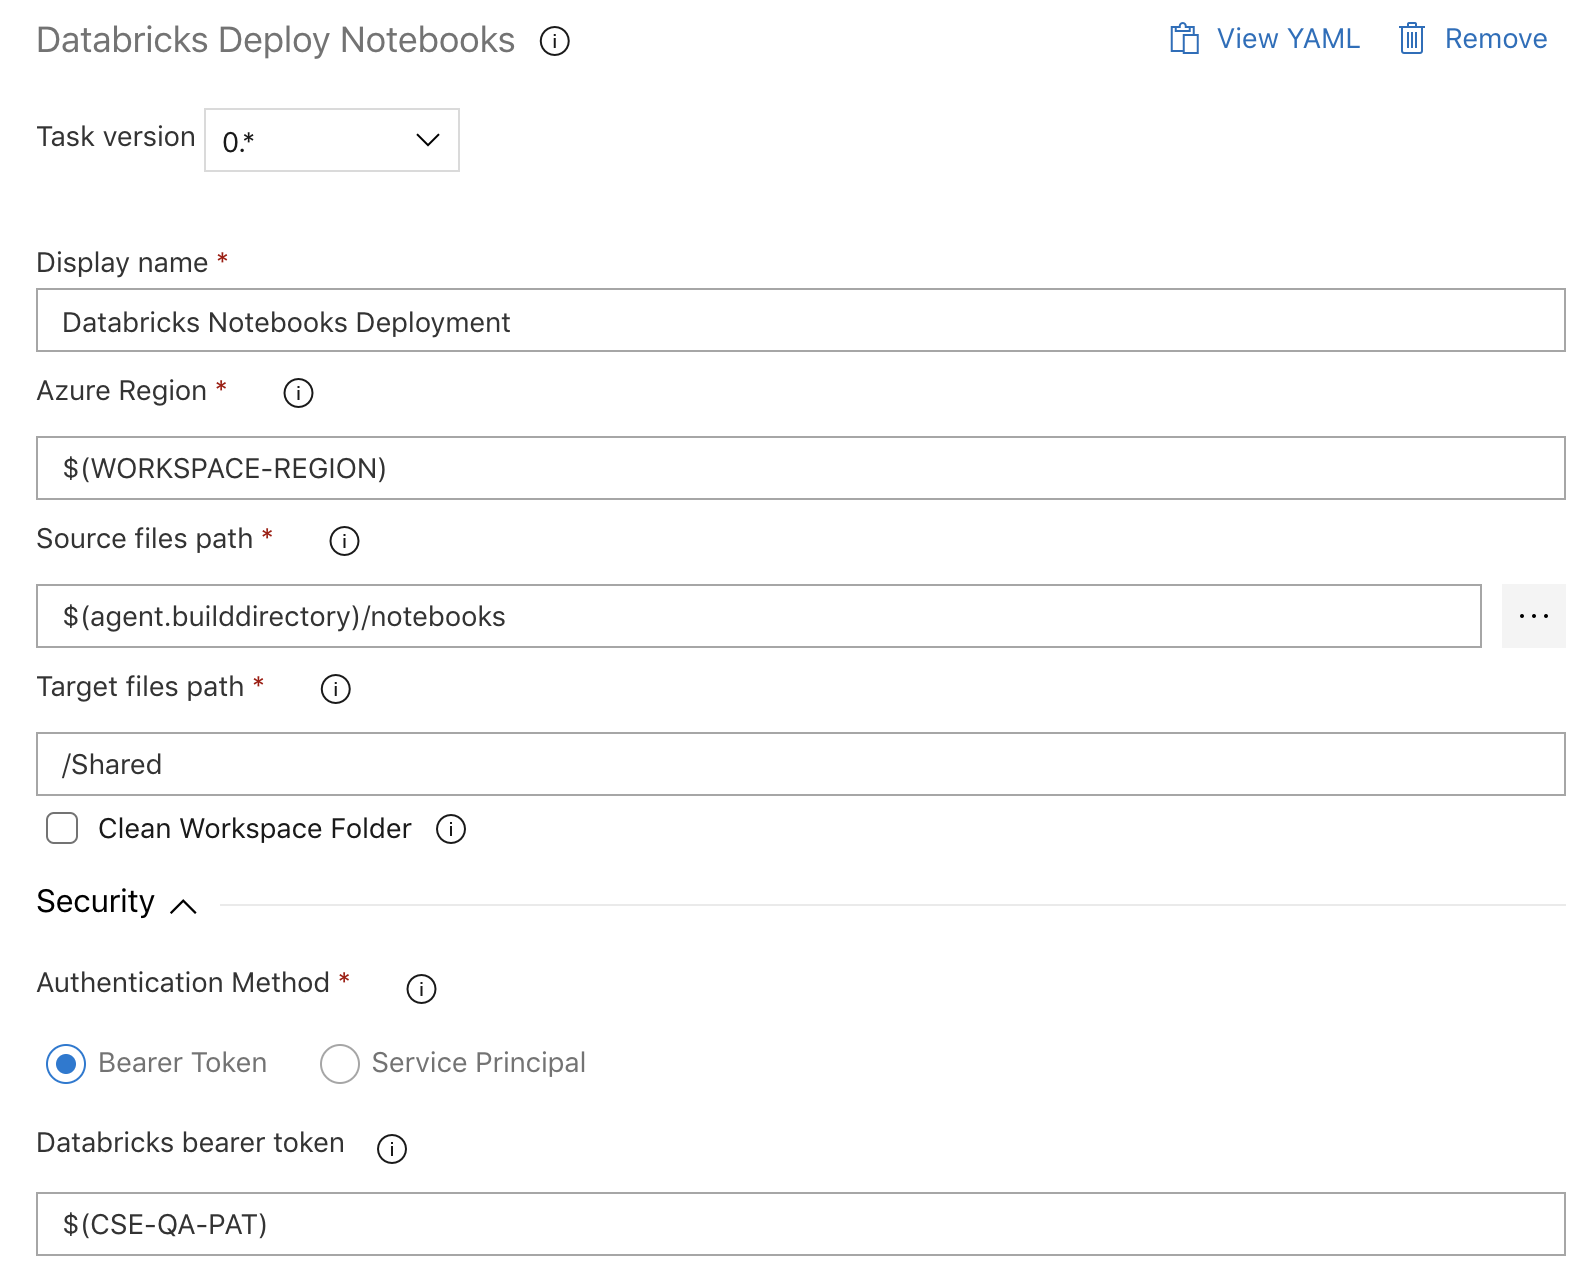 Databricks Deploy Notebooks View YAML Remove
Task version 0.*
Display name *
Databricks Notebooks Deployment
Azure Region *
$(WORKSPACE-REGION)
Source files path *
$(agent.builddirectory)/notebooks
Target files path *
/Shared
Clean Workspace Folder
Security
Authentication Method *
Bearer Token Service Principal
Databricks bearer token
$(CSE-QA-PAT)